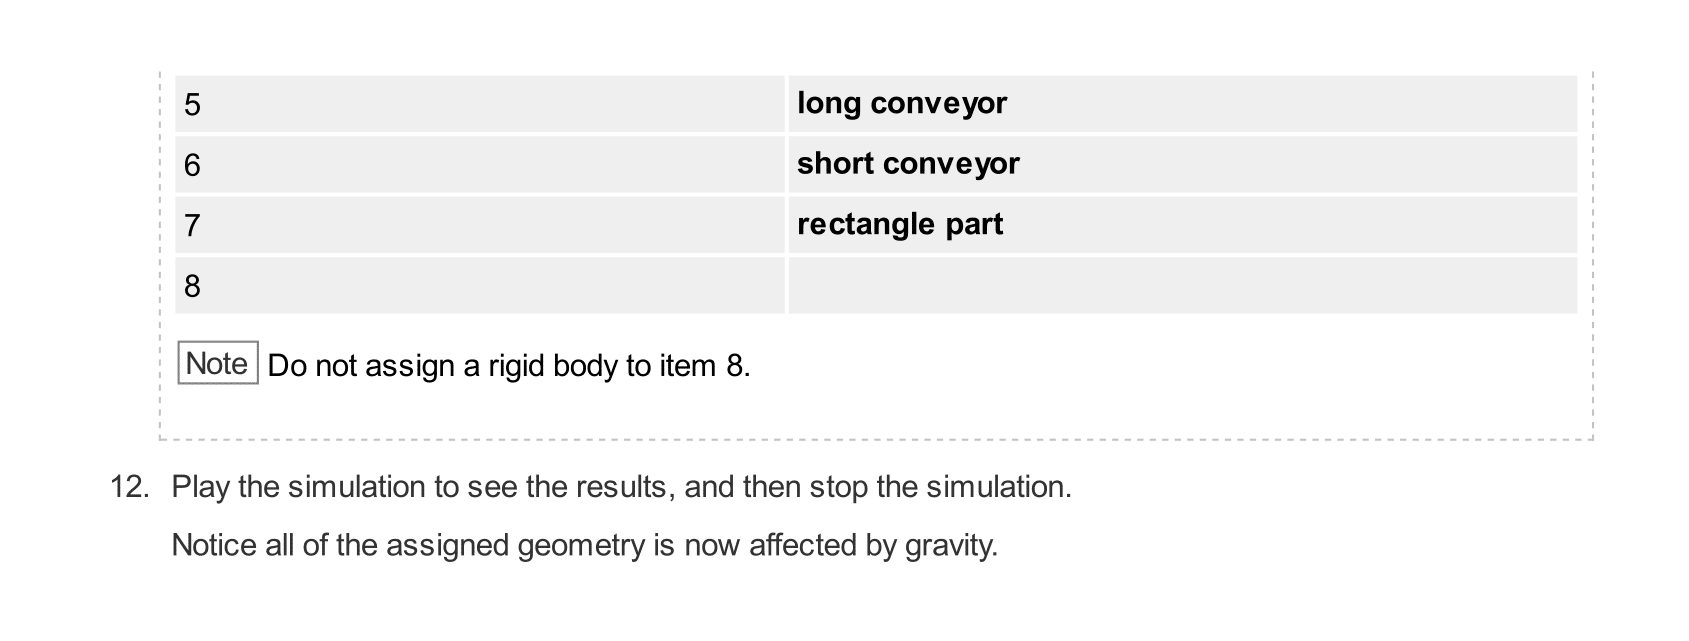 5 long conveyor
6 short conveyor
7 rectangle part
8
Note Do not assign a rigid body to item 8.
12. Play the simulation to see the results, and then stop the simulation.
Notice all of the assigned geometry is now affected by gravity.